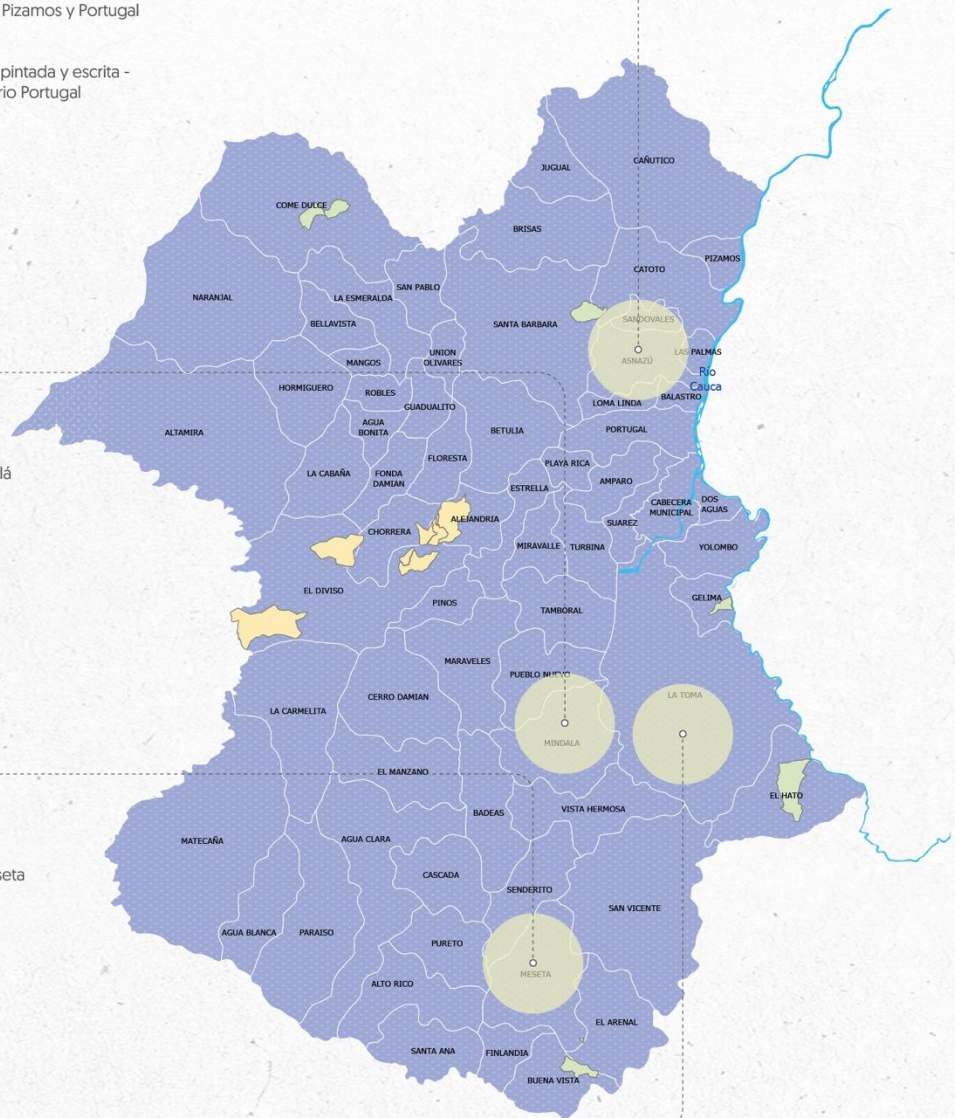 Pizamos y Portugal
pintada y escrita -
rio Portugal
JUGUAL
CAÑUTICO
COME DULCE
BRISAS
PIZAMOS
CATOTO
SAN PABLO
NARANJAL
LA ESMERALDA
SANDOVALES
BELLAVISTA
SANTA BARBARA
UNION
OLIVARES
LAS PALMAS
MANGOS
ASNAZÚ
Río
Cauca
HORMIGUERO
ROBLES
BALASTRO
GUADUALITO
LOMA LINDA
AGUA
BONITA
ALTAMIRA
BETULIA
PORTUGAL
FLORESTA
PLAYA RICA
lá
LA CABAÑA
FONDA
DAMIAN
ESTRELLA
AMPARO
CABECERA
MUNICIPAL
DOS
AGUAS
ALEJANDRIA
SUAREZ
CHORRERA
MIRAVALLE
TURBINA
YOLOMBO
EL DIVISO
GELIMA
PINOS
TAMBORAL
MARAVELES
PUEBLO NUEVO
CERRO DAMIAN
LA TOMA
LA CARMELITA
MINDALA
EL MANZANO
EL HATO
BADEAS
VISTA HERMOSA
MATECAÑA
AGUA CLARA
seta
CASCADA
SENDERITO
SAN VICENTE
AGUA BLANCA
PARAISO
PURETO
MESETA
ALTO RICO
EL ARENAL
SANTA ANA
FINLANDIA
BUENA VISTA